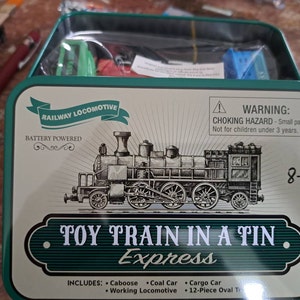 RAILWAY LOCOMOTIVE
BATTERY POWERED
WARNING:
CHOKING HAZARD - Small pa
Not for children under 3 years.
8-
TOY TRAIN IN A TIN
Express
INCLUDES: • Caboose • Coal Car • Cargo Car
• Working Locomotive • 12-Piece Oval T